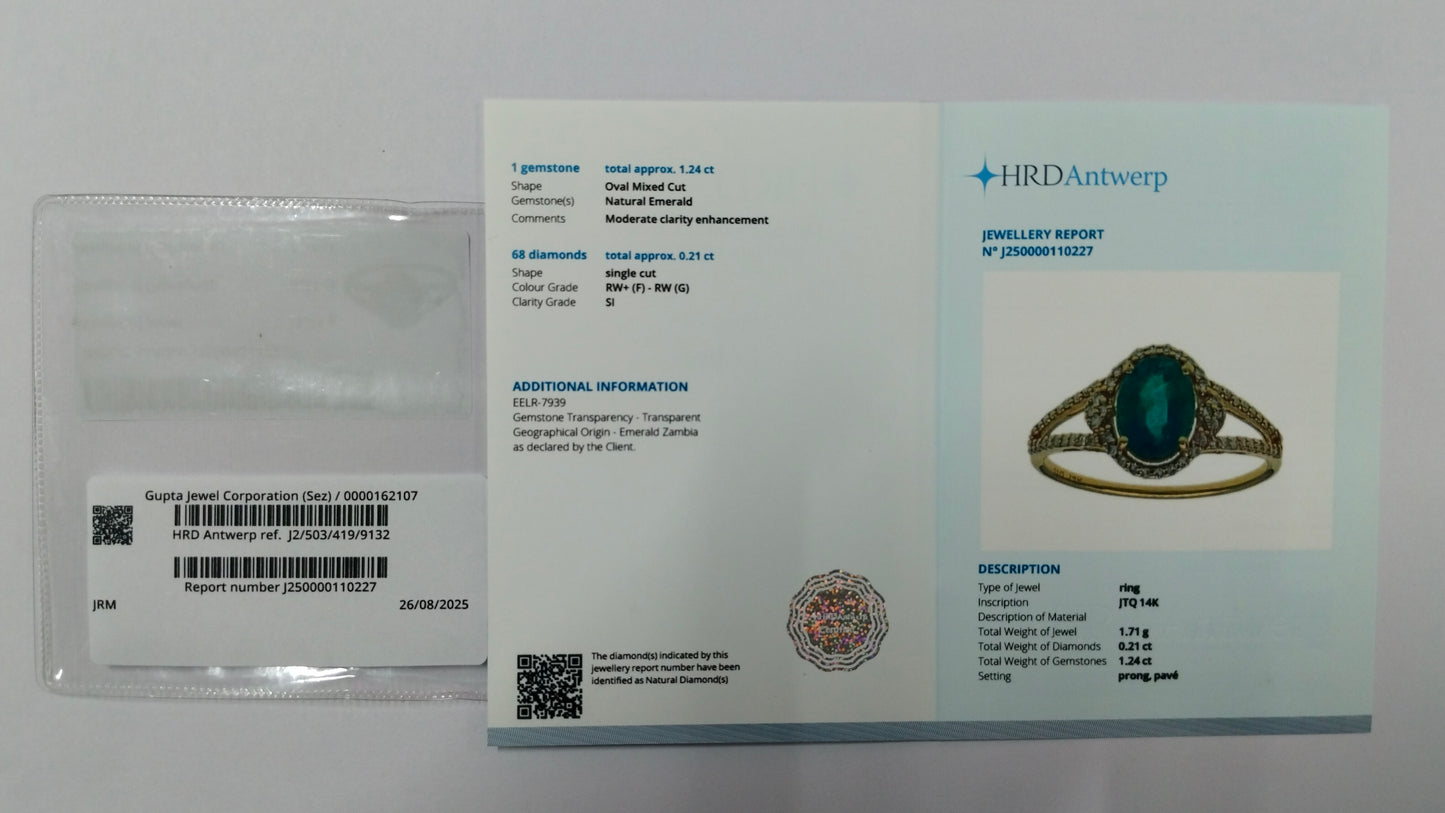 Gupta Jewel Corporation (Sez) / 0000162107
HRD Antwerp ref. J2/503/419/9132
Report number J250000110227
JRM 26/08/2025
1 gemstone total approx. 1.24 ct
Shape Oval Mixed Cut
Gemstone(s) Natural Emerald
Comments Moderate clarity enhancement
68 diamonds total approx. 0.21 ct
Shape single cut
Colour Grade RW+ (F) - RW (G)
Clarity Grade SI
ADDITIONAL INFORMATION
EELR-7939
Gemstone Transparency - Transparent
Geographical Origin - Emerald Zambia
as declared by the Client.
The diamond(s) indicated by this
jewellery report number have been
identified as Natural Diamond(s)
HRDAntwerp
JEWELLERY REPORT
N° J250000110227
DESCRIPTION
Type of Jewel ring
Inscription JTQ 14K
Description of Material
Total Weight of Jewel 1.71 g
Total Weight of Diamonds 0.21 ct
Total Weight of Gemstones 1.24 ct
Setting prong, pavé